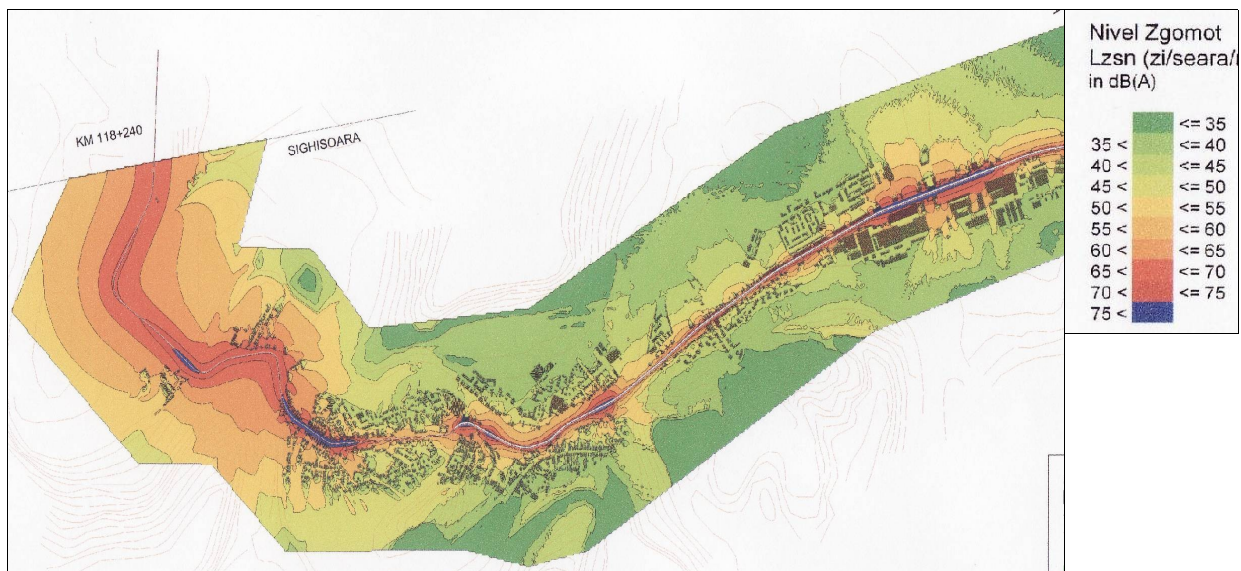 KM 118+240
SIGHISOARA
Nivel Zgomot
Lzsn (zi/seara/
in dB(A)
<= 35
35 < <= 40
40 < <= 45
45 < <= 50
50 < <= 55
55 < <= 60
60 < <= 65
65 < <= 70
70 < <= 75
75 <